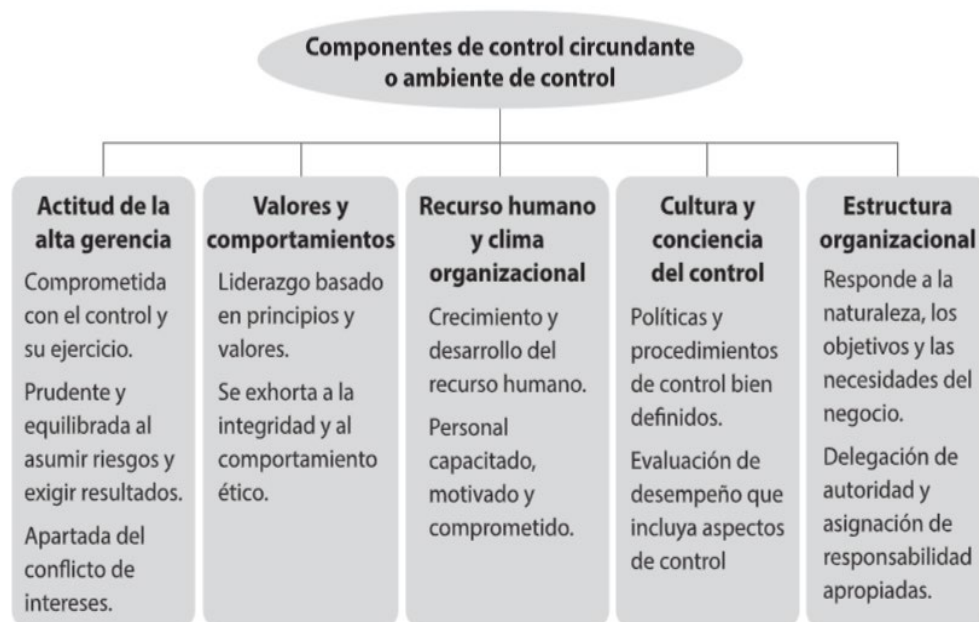 Componentes de control circundante
o ambiente de control
Actitud de la
alta gerencia
Comprometida
con el control y
su ejercicio.
Prudente y
equilibrada al
asumir riesgos y
exigir resultados.
Apartada del
conflicto de
intereses.
Valores y
comportamientos
Liderazgo basado
en principios y
valores.
Se exhorta a la
integridad y al
comportamiento
ético.
Recurso humano
y clima
organizacional
Crecimiento y
desarrollo del
recurso humano.
Personal
capacitado,
motivado y
comprometido.
Cultura y
conciencia
del control
Políticas y
procedimientos
de control bien
definidos.
Evaluación de
desempeño que
incluya aspectos
de control
Estructura
organizacional
Responde a la
naturaleza, los
objetivos y las
necesidades del
negocio.
Delegación de
autoridad y
asignación de
responsabilidad
apropiadas.